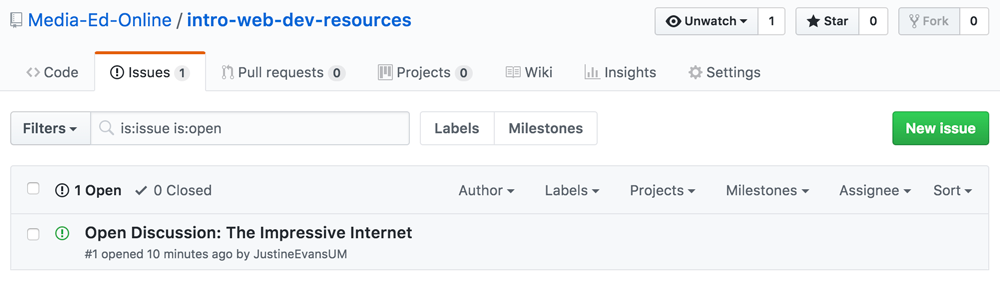 Media-Ed-Online / intro-web-dev-resources Unwatch 1 Star 0 Fork 0
Code Issues 1 Pull requests 0 Projects 0 Wiki Insights Settings
Filters is:issue is:open Labels Milestones New issue
1 Open 0 Closed Author Labels Projects Milestones Assignee Sort
Open Discussion: The Impressive Internet
#1 opened 10 minutes ago by JustineEvansUM